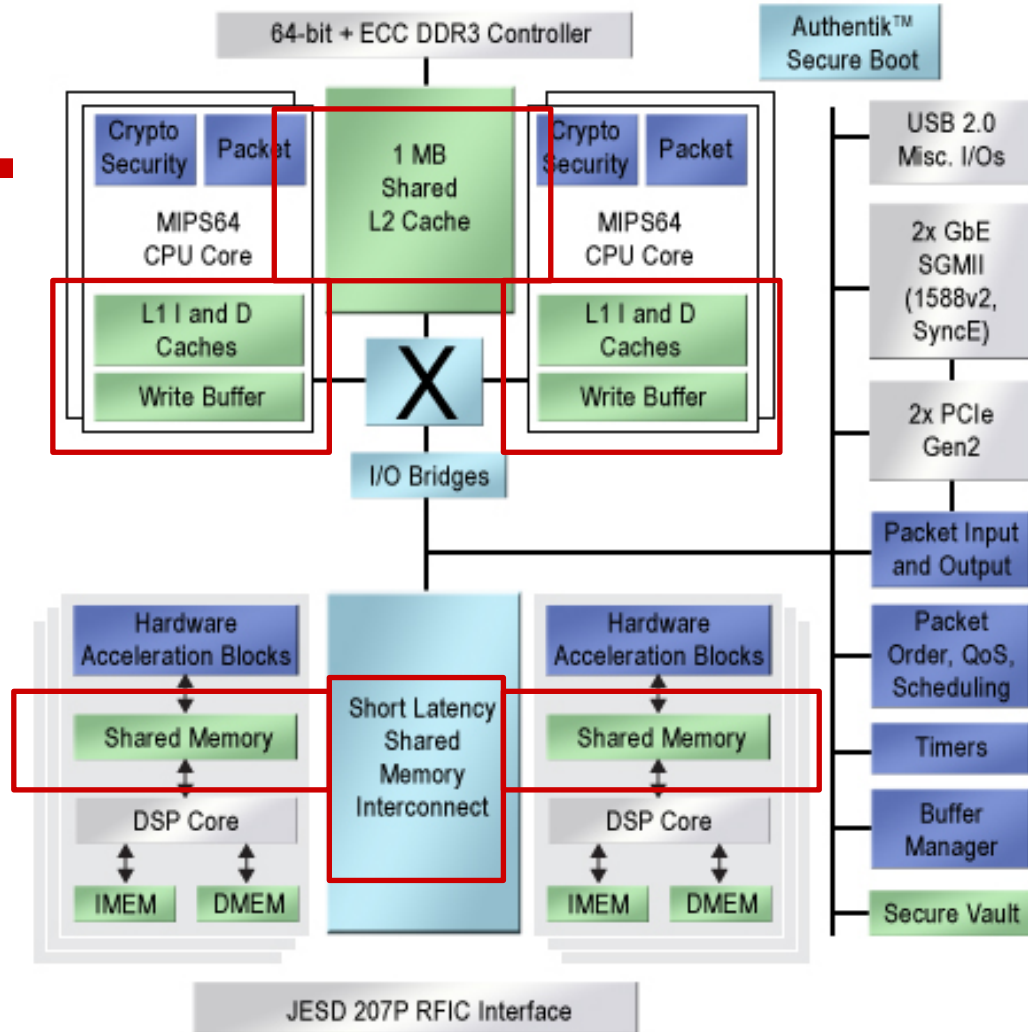 64-bit + ECC DDR3 Controller
Authentik™
Secure Boot
Crypto
Security
Packet
MIPS64
CPU Core
L1 I and D
Caches
Write Buffer
1 MB
Shared
L2 Cache
Crypto
Security
Packet
MIPS64
CPU Core
L1 I and D
Caches
Write Buffer
X
I/O Bridges
USB 2.0
Misc. I/Os
2x GbE
SGMII
(1588v2,
SyncE)
2x PCIe
Gen2
Packet Input
and Output
Packet
Order, QoS,
Scheduling
Timers
Buffer
Manager
Secure Vault
Hardware
Acceleration Blocks
Shared Memory
DSP Core
IMEM
DMEM
Short Latency
Shared
Memory
Interconnect
Hardware
Acceleration Blocks
Shared Memory
DSP Core
IMEM
DMEM
JESD 207P RFIC Interface